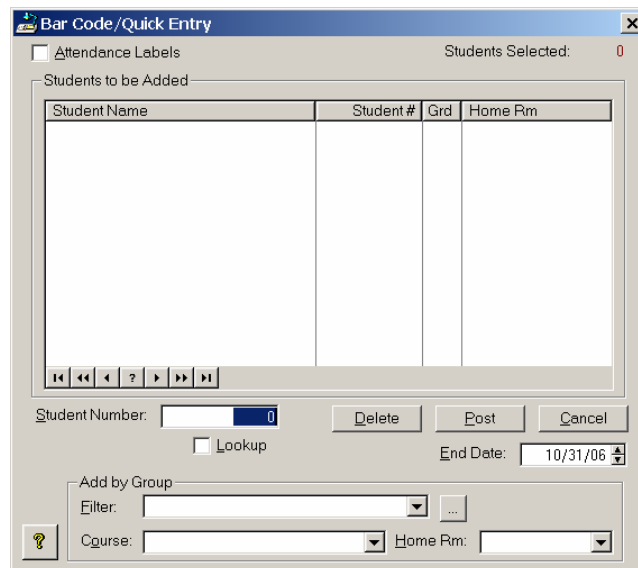 Bar Code/Quick Entry
Attendance Labels Students Selected: 0
Students to be Added
Student Name Student # Grd Home Rm
?
Student Number: 0 Delete Post Cancel
Lookup End Date: 10/31/06
Add by Group
Filter: ...
? Course: Home Rm: